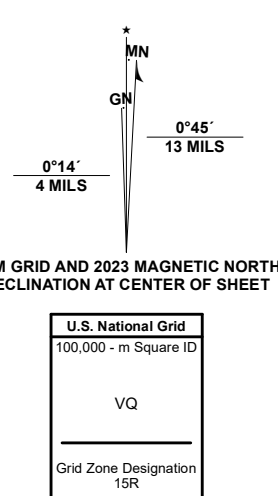 ★
MN
GN
0°45´
13 MILS
0°14´
4 MILS
M GRID AND 2023 MAGNETIC NORTH
ECLINATION AT CENTER OF SHEET
U.S. National Grid
100,000 - m Square ID
VQ
Grid Zone Designation
15R